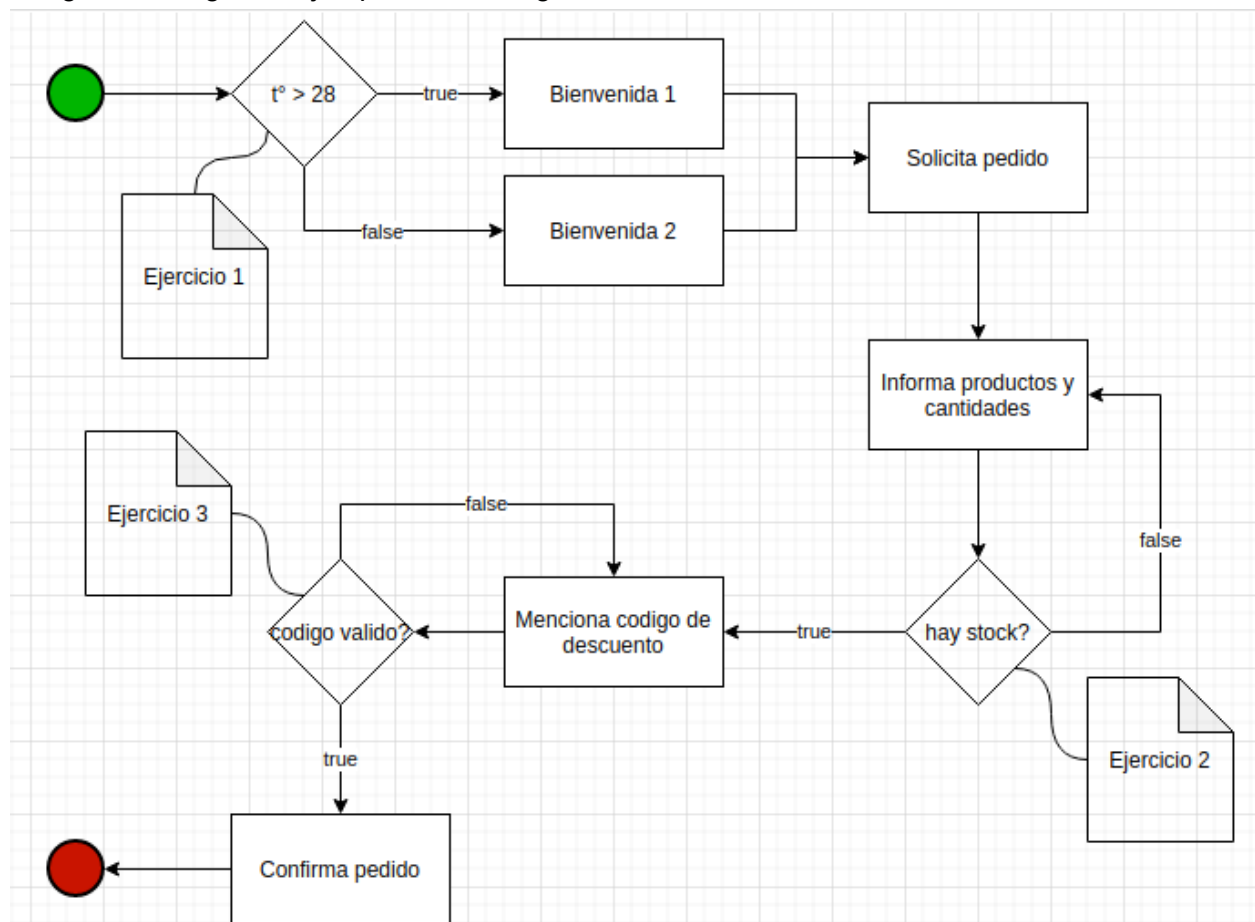 t° > 28
true
Bienvenida 1
Solicita pedido
false
Bienvenida 2
Ejercicio 1
Informa productos y
cantidades
Ejercicio 3
false
false
codigo valido?
Menciona codigo de
descuento
true
hay stock?
true
Ejercicio 2
Confirma pedido